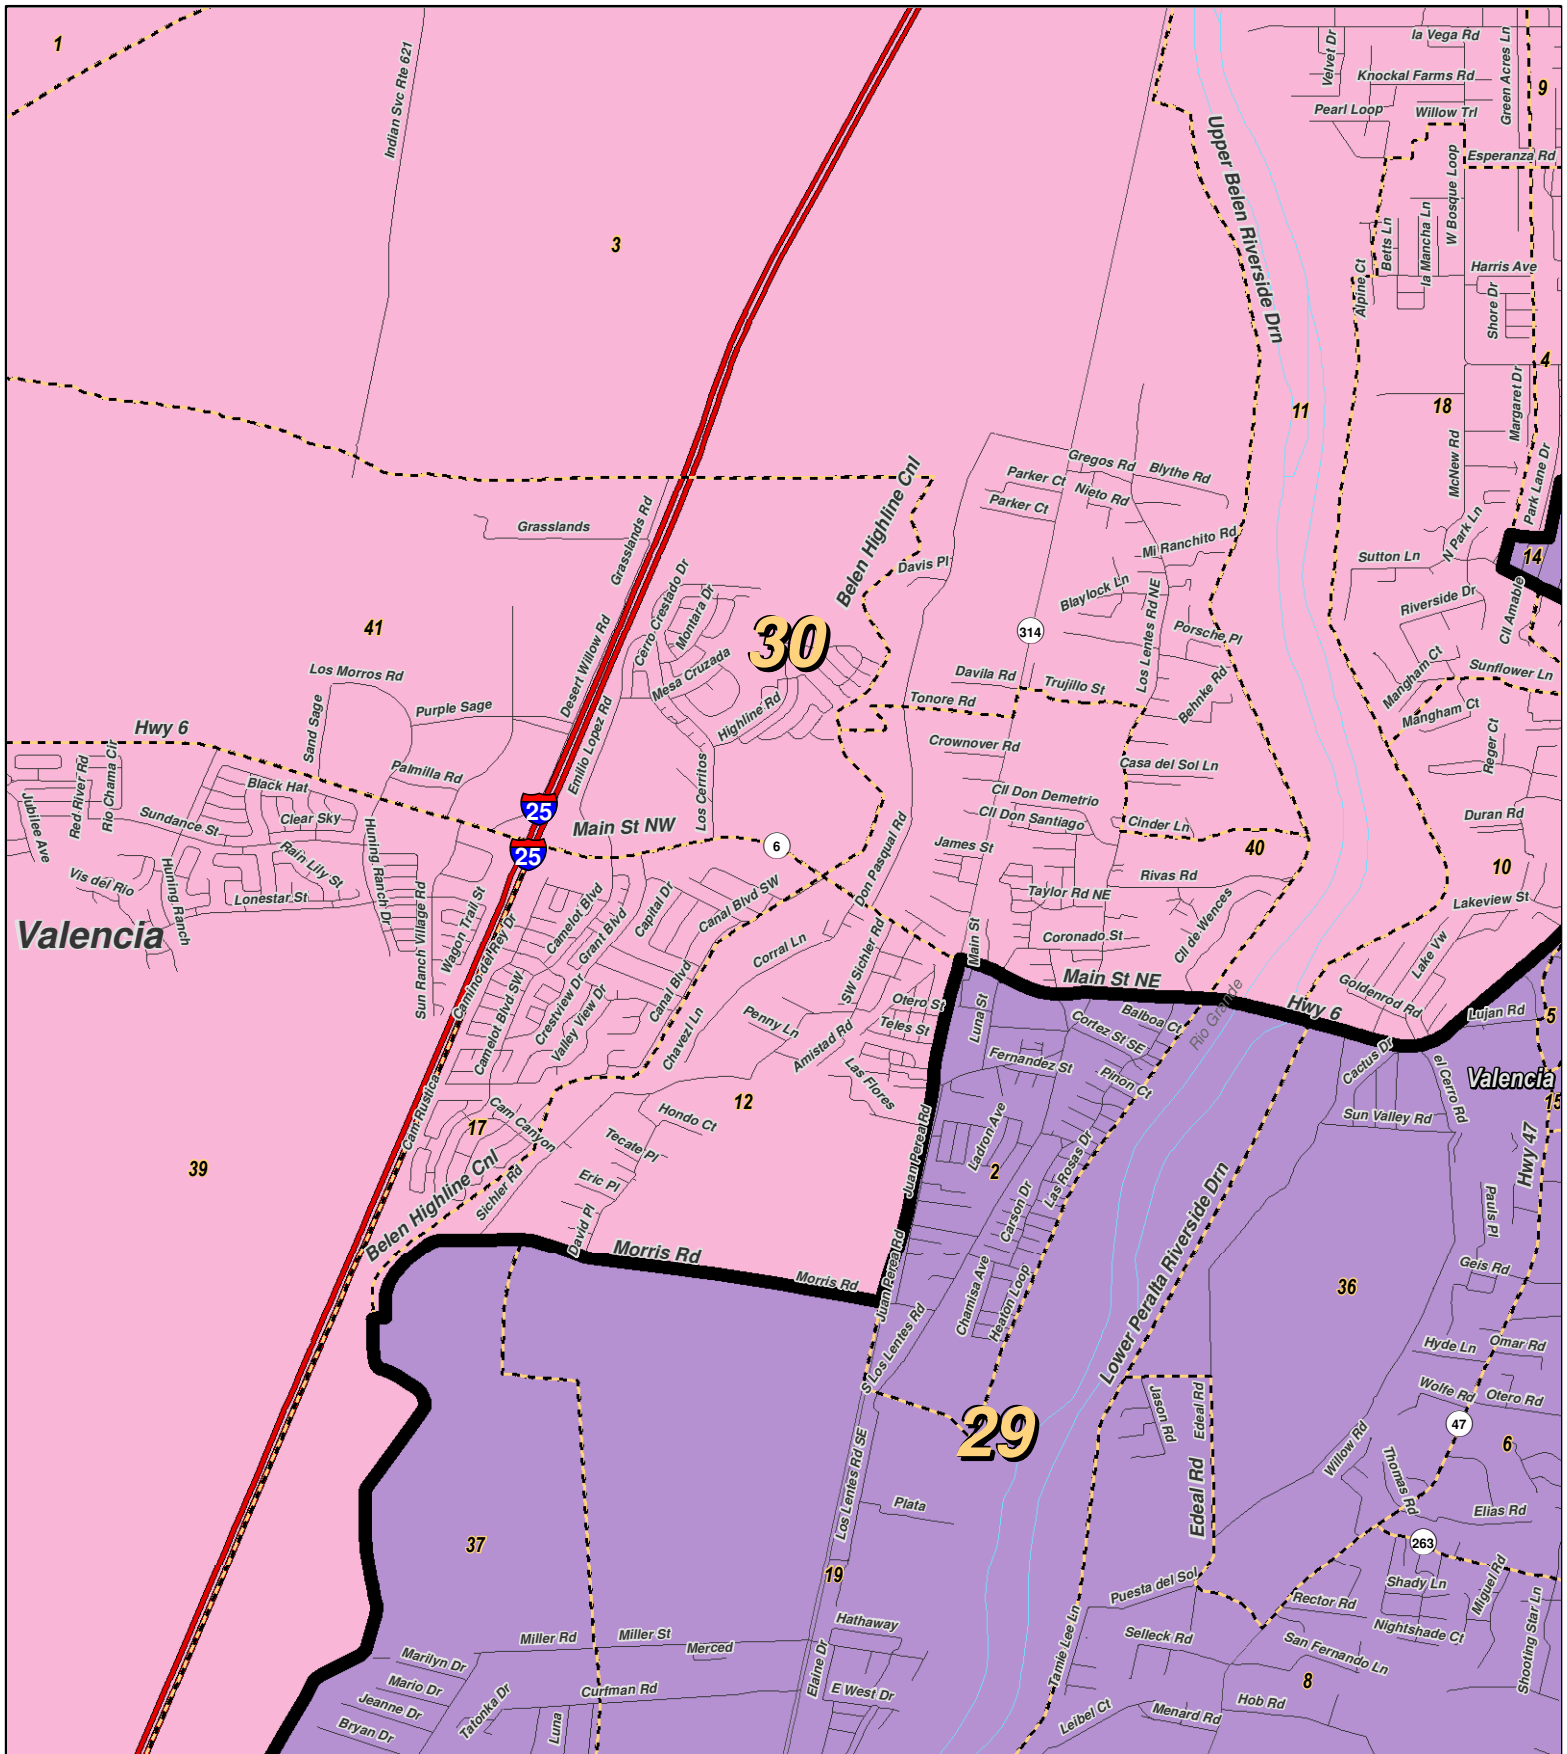 1
Indian Svc Rte 621
3
Velvet Dr
la Vega Rd
Green Acres Ln
Knockal Farms Rd
9
Pearl Loop
Willow Trl
Upper Belen Riverside Drn
W Bosque Loop
Esperanza Rd
Betts Ln
la Mancha Ln
Alpine Ct
Harris Ave
Shore Dr
4
11
18
Margaret Dr
McNew Rd
Park Lane Dr
Gregos Rd
Blythe Rd
Parker Ct
Nieto Rd
Parker Ct
Belen Highline Cnl
Grasslands
Grasslands Rd
Mi Ranchito Rd
N Park Ln
Sutton Ln
14
Davis Pl
Cerro Crestado Dr
Montara Dr
Blaylock Ln
Los Lentes Rd NE
Riverside Dr
Cll Amable
41
30
314
Desert Willow Rd
Porsche Pl
Los Morros Rd
Mesa Cruzada
Davila Rd
Trujillo St
Behnke Rd
Mangham Ct
Sunflower Ln
Purple Sage
Sand Sage
Highline Rd
Tonore Rd
Mangham Ct
Hwy 6
Emilio Lopez Rd
Crownover Rd
Reger Ct
Casa del Sol Ln
Red River Rd
Rio Chama Cir
Black Hat
Palmilla Rd
Los Cerritos
Cll Don Demetrio
Jubilee Ave
Sundance St
Clear Sky
25
Main St NW
Cll Don Santiago
Cinder Ln
Duran Rd
Huning Ranch Dr
25
6
Don Pasqual Rd
James St
40
Rain Lily St
Vis del Rio
Huning Ranch
Lonestar St
Rivas Rd
10
Taylor Rd NE
Canal Blvd SW
Capital Dr
Camelot Blvd
Grant Blvd
Lakeview St
Valencia
Sun Ranch Village Rd
Wagon Trail St
Camino del Rey Dr
Corral Ln
SW Sichler Rd
Main St
Coronado St
Cll de Wences
Lake Vw
Main St NE
Goldenrod Rd
Camelot Blvd SW
Crestview Dr
Valley View Dr
Canal Blvd
Chavez Ln
Penny Ln
Amistad Rd
Otero St
Teles St
Luna St
Balboa Ct
Cortez St SE
Rio Grande
Hwy 6
Lujan Rd
5
Fernandez St
Pinon Ct
Cactus Dr
el Cerro Rd
Valencia
Cam Rustica
Las Flores
12
15
17
Cam Canyon
Hondo Ct
Tecate Pl
Juan Perea Rd
Ladron Ave
Sun Valley Rd
Hwy 47
39
Belen Highline Cnl
Sichler Rd
Eric Pl
David Pl
2
Las Rosas Dr
Carson Dr
Lower Peralta Riverside Drn
Pauls Pl
Morris Rd
Morris Rd
Juan Perea Rd
Chamisa Ave
Heaton Loop
36
Geis Rd
S Los Lentes Rd
Hyde Ln
Omar Rd
29
Jason Rd
Edeal Rd
Wolfe Rd
Otero Rd
47
6
Los Lentes Rd SE
Willow Rd
Thomas Rd
Plata
Edeal Rd
Elias Rd
37
263
19
Puesta del Sol
Shady Ln
Miguel Rd
Rector Rd
Shooting Star Ln
Hathaway
Nightshade Ct
Miller Rd
Miller St
Merced
Selleck Rd
San Fernando Ln
Tamie Lee Ln
Marilyn Dr
Elaine Dr
8
Mario Dr
Curfman Rd
E West Dr
Jeanne Dr
Tatonka Dr
Hob Rd
Bryan Dr
Luna
Leibel Ct
Menard Rd